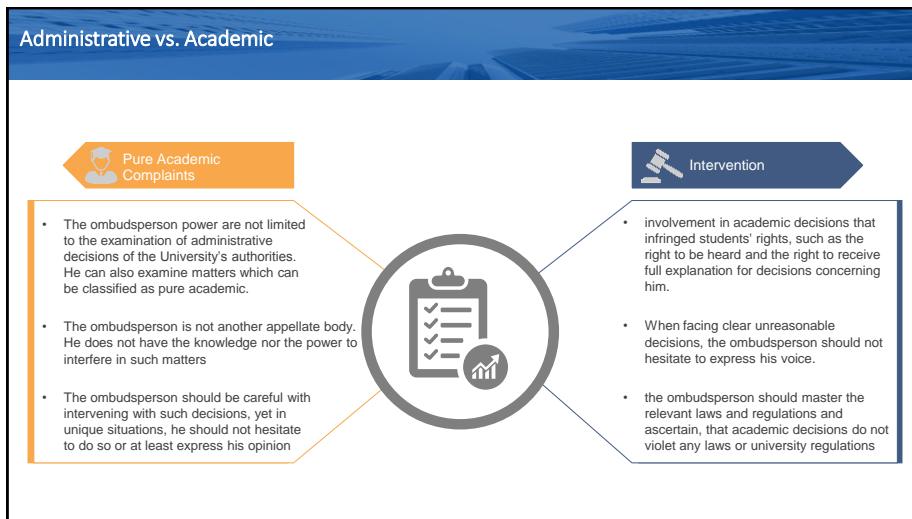 Administrative vs. Academic
Pure Academic
Complaints
• The ombudsperson power are not limited
to the examination of administrative
decisions of the University's authorities.
He can also examine matters which can
be classified as pure academic.
• The ombudsperson is not another appellate body.
He does not have the knowledge nor the power to
interfere in such matters
• The ombudsperson should be careful with
intervening with such decisions, yet in
unique situations, he should not hesitate
to do so or at least express his opinion
Intervention
• involvement in academic decisions that
infringed students' rights, such as the
right to be heard and the right to receive
full explanation for decisions concerning
him.
• When facing clear unreasonable
decisions, the ombudsperson should not
hesitate to express his voice.
• the ombudsperson should master the
relevant laws and regulations and
ascertain, that academic decisions do not
violet any laws or university regulations